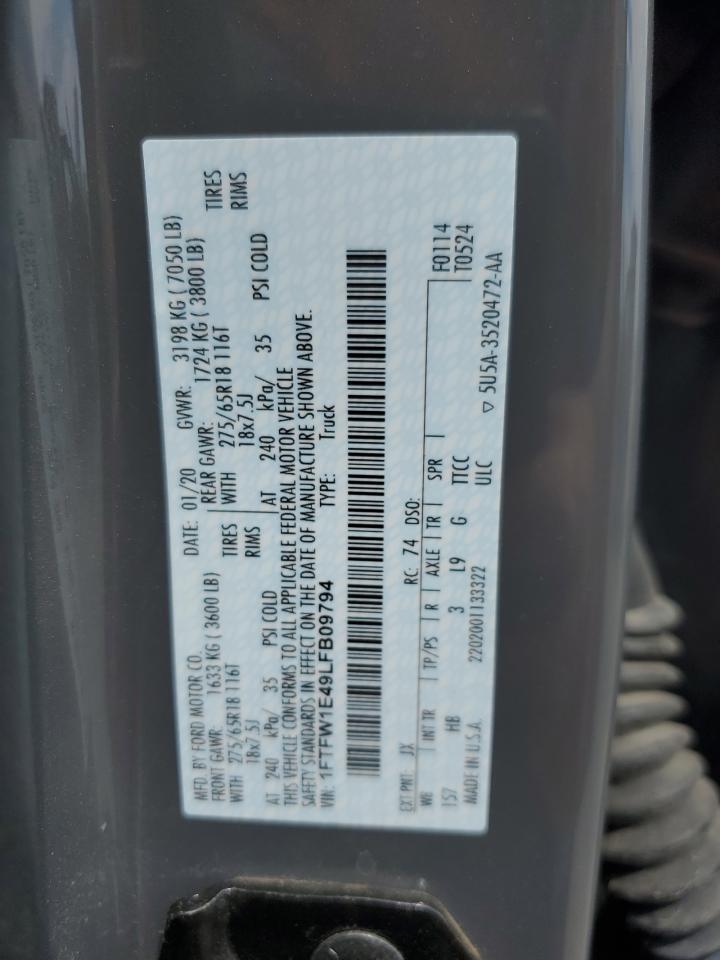 MFD. BY FORD MOTOR CO.
DATE: 01/20 GVWR: 3198 KG ( 7050 LB)
FRONT GAWR: 1633 KG ( 3600 LB) REAR GAWR: 1724 KG ( 3800 LB)
WITH 275/65R18 116T TIRES WITH 275/65R18 116T TIRES
18x7.5J RIMS 18x7.5J RIMS
AT 240 kPa/ 35 PSI COLD AT 240 kPa/ 35 PSI COLD
THIS VEHICLE CONFORMS TO ALL APPLICABLE FEDERAL MOTOR VEHICLE
SAFETY STANDARDS IN EFFECT ON THE DATE OF MANUFACTURE SHOWN ABOVE.
VIN: 1FTFW1E49LFB09794 TYPE: Truck
F0114
T0524
EXT PNT: JX RC: 74 DSO:
WB INT TR TP/PS R AXLE TR SPR
157 HB 3 L9 G TTCC
MADE IN U.S.A. 2202001133322 ULC ▽ 5U5A-3520472-AA